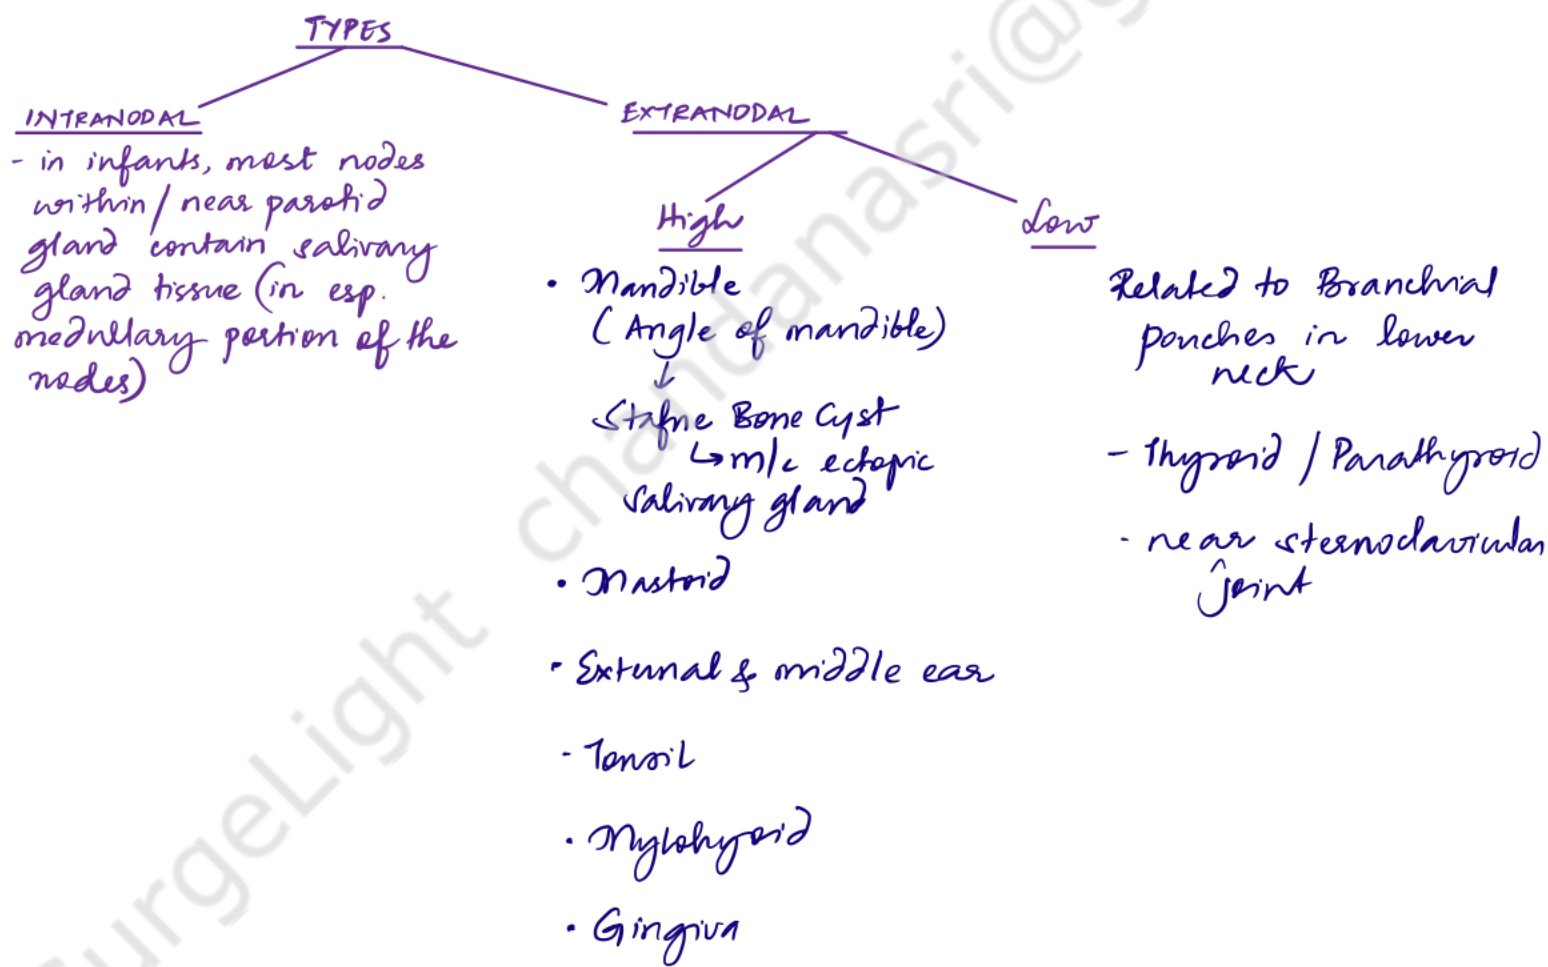 TYPES
INTRANODAL
- in infants, most nodes
within / near parotid
gland contain salivary
gland tissue (in esp.
medullary portion of the
nodes)
EXTRANODAL
High
• Mandible
(Angle of mandible)
↓
Stafne Bone Cyst
↳ m/c ectopic
salivary gland
• Mastoid
• External & middle ear
- Tonsil
• Mylohyoid
• Gingiva
Low
Related to Branchial
pouches in lower
neck
- Thyroid / Parathyroid
- near sternoclavicular
joint
SurgeLight chandanasri@g